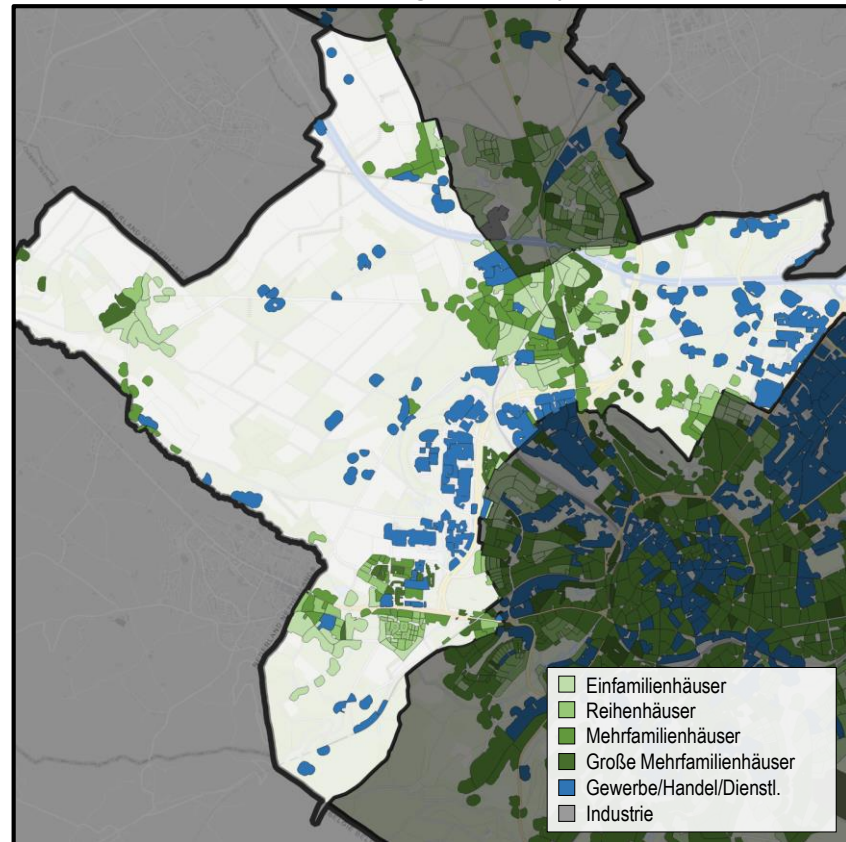 Einfamilienhäuser
Reihenhäuser
Mehrfamilienhäuser
Große Mehrfamilienhäuser
Gewerbe/Handel/Dienstl.
Industrie